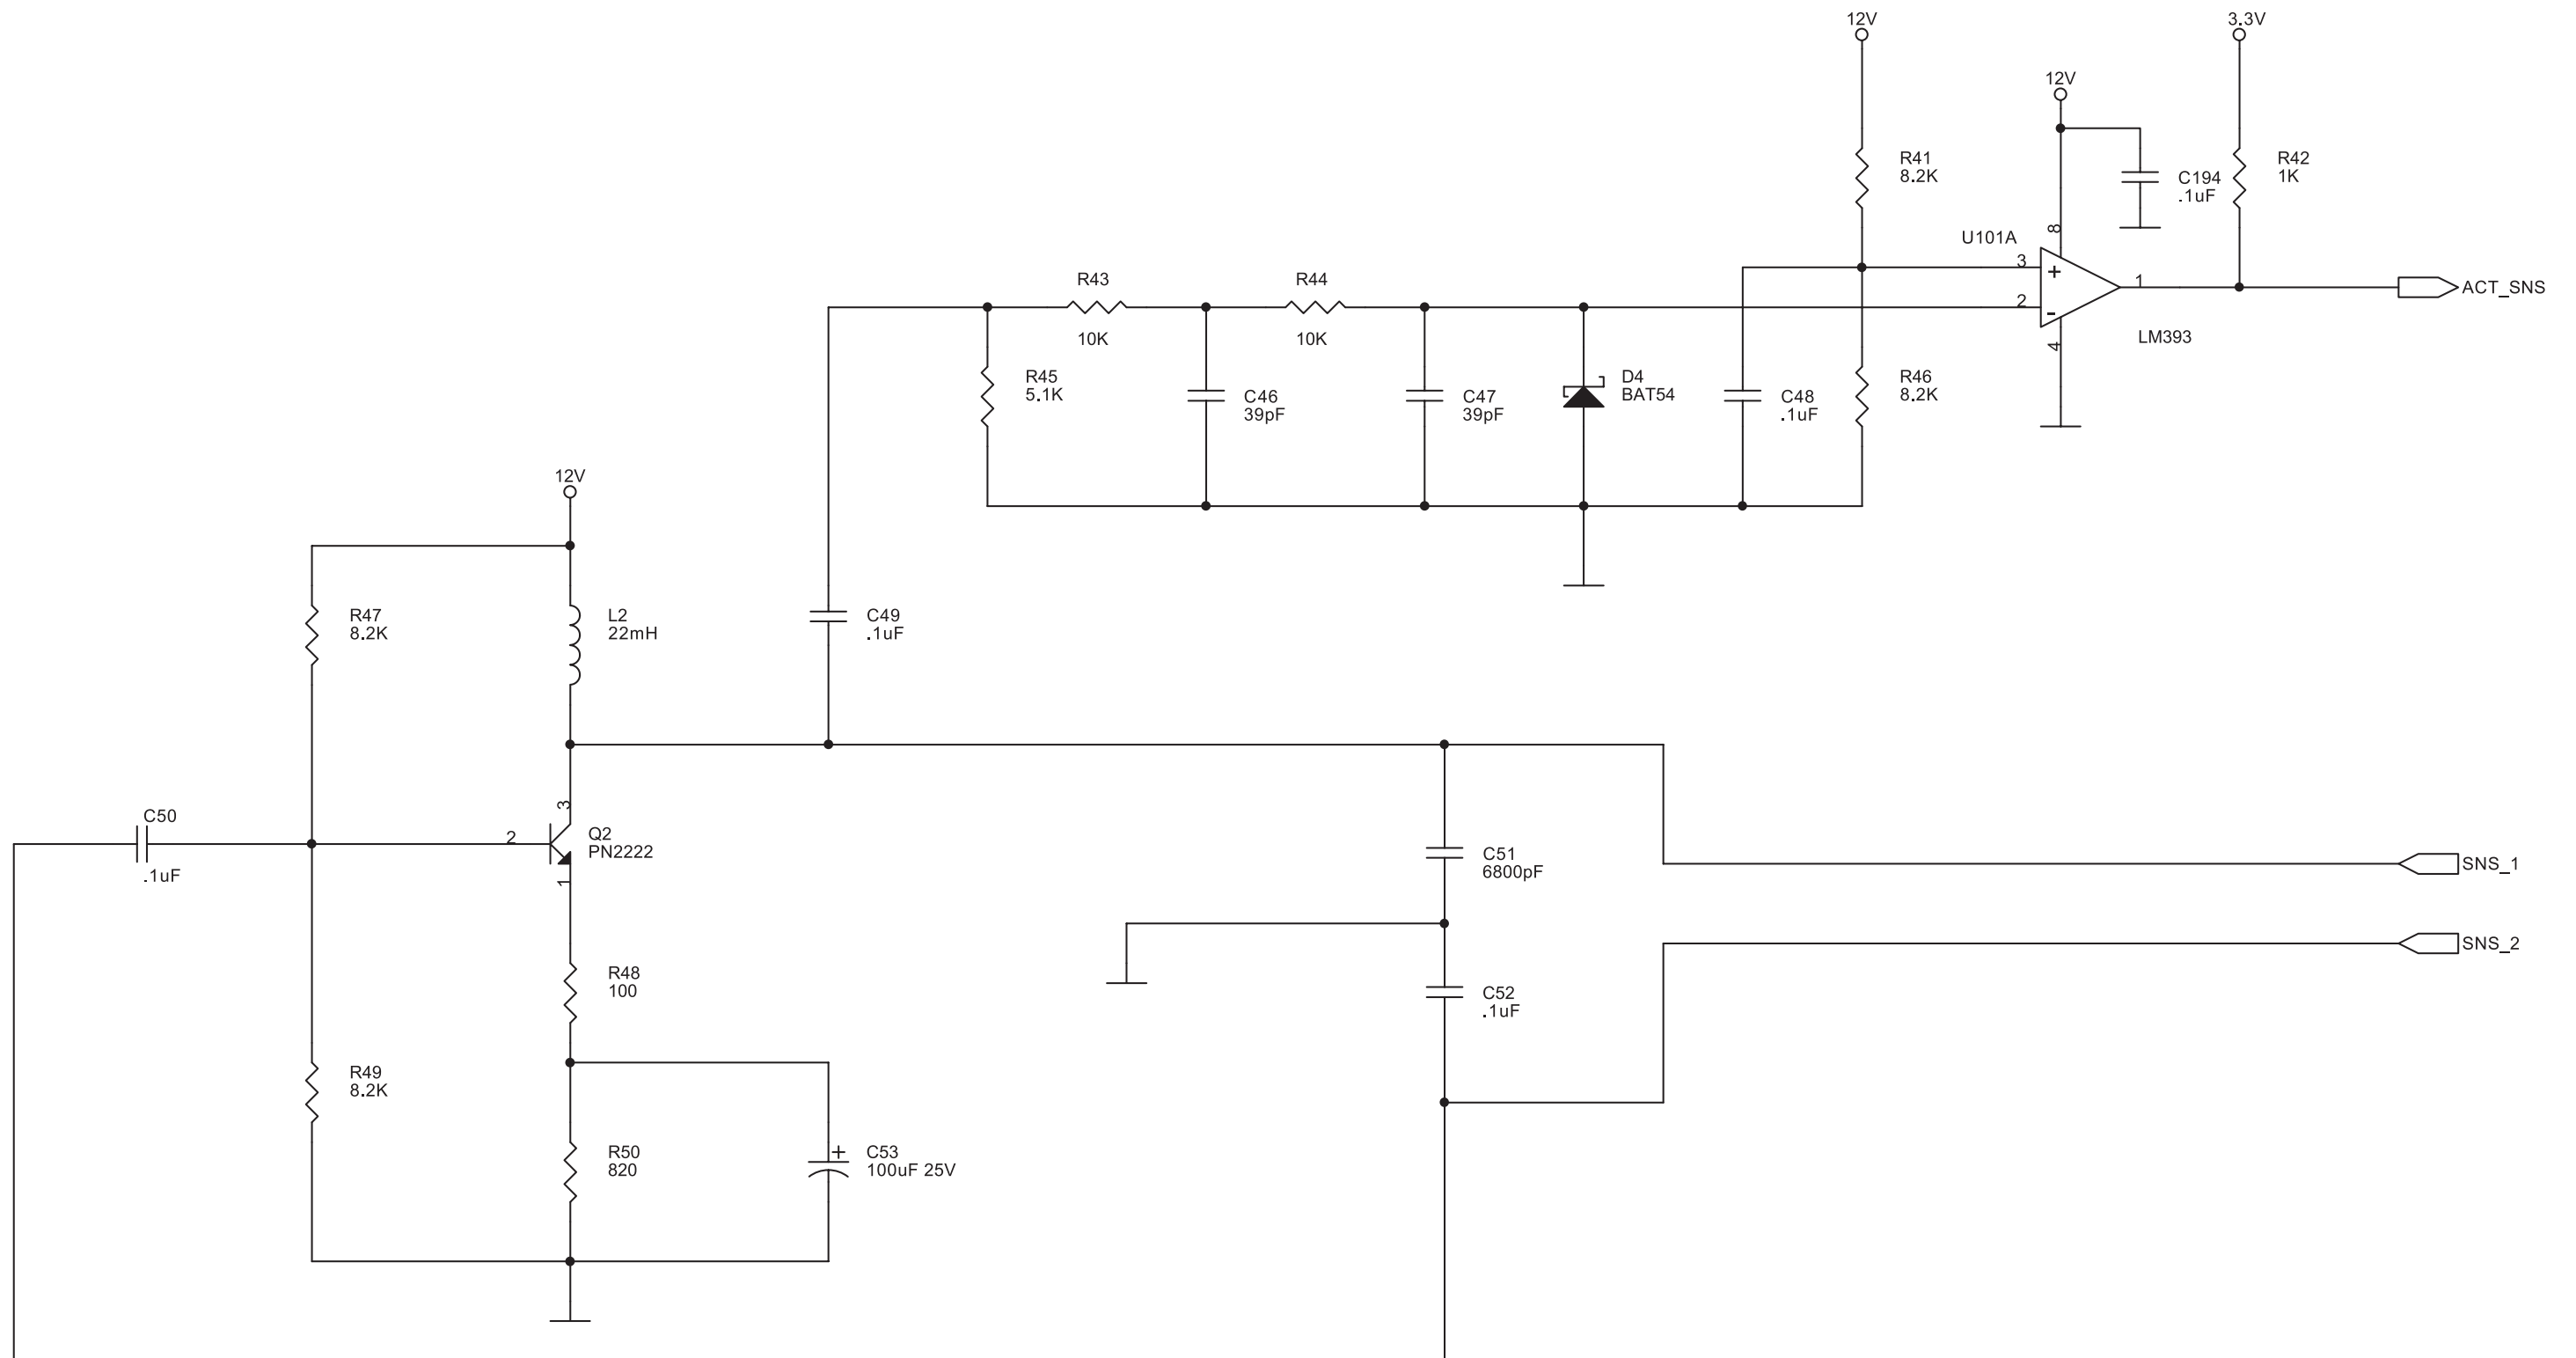 12V
3.3V
12V
R41
8.2K
R42
1K
C194
.1uF
8
U101A
3
+
1
ACT_SNS
2
-
4
LM393
R43
10K
R44
10K
R45
5.1K
C46
39pF
C47
39pF
D4
BAT54
C48
.1uF
R46
8.2K
12V
R47
8.2K
L2
22mH
C49
.1uF
C50
.1uF
2
3
Q2
PN2222
1
C51
6800pF
SNS_1
SNS_2
R48
100
C52
.1uF
R49
8.2K
R50
820
+
C53
100uF 25V